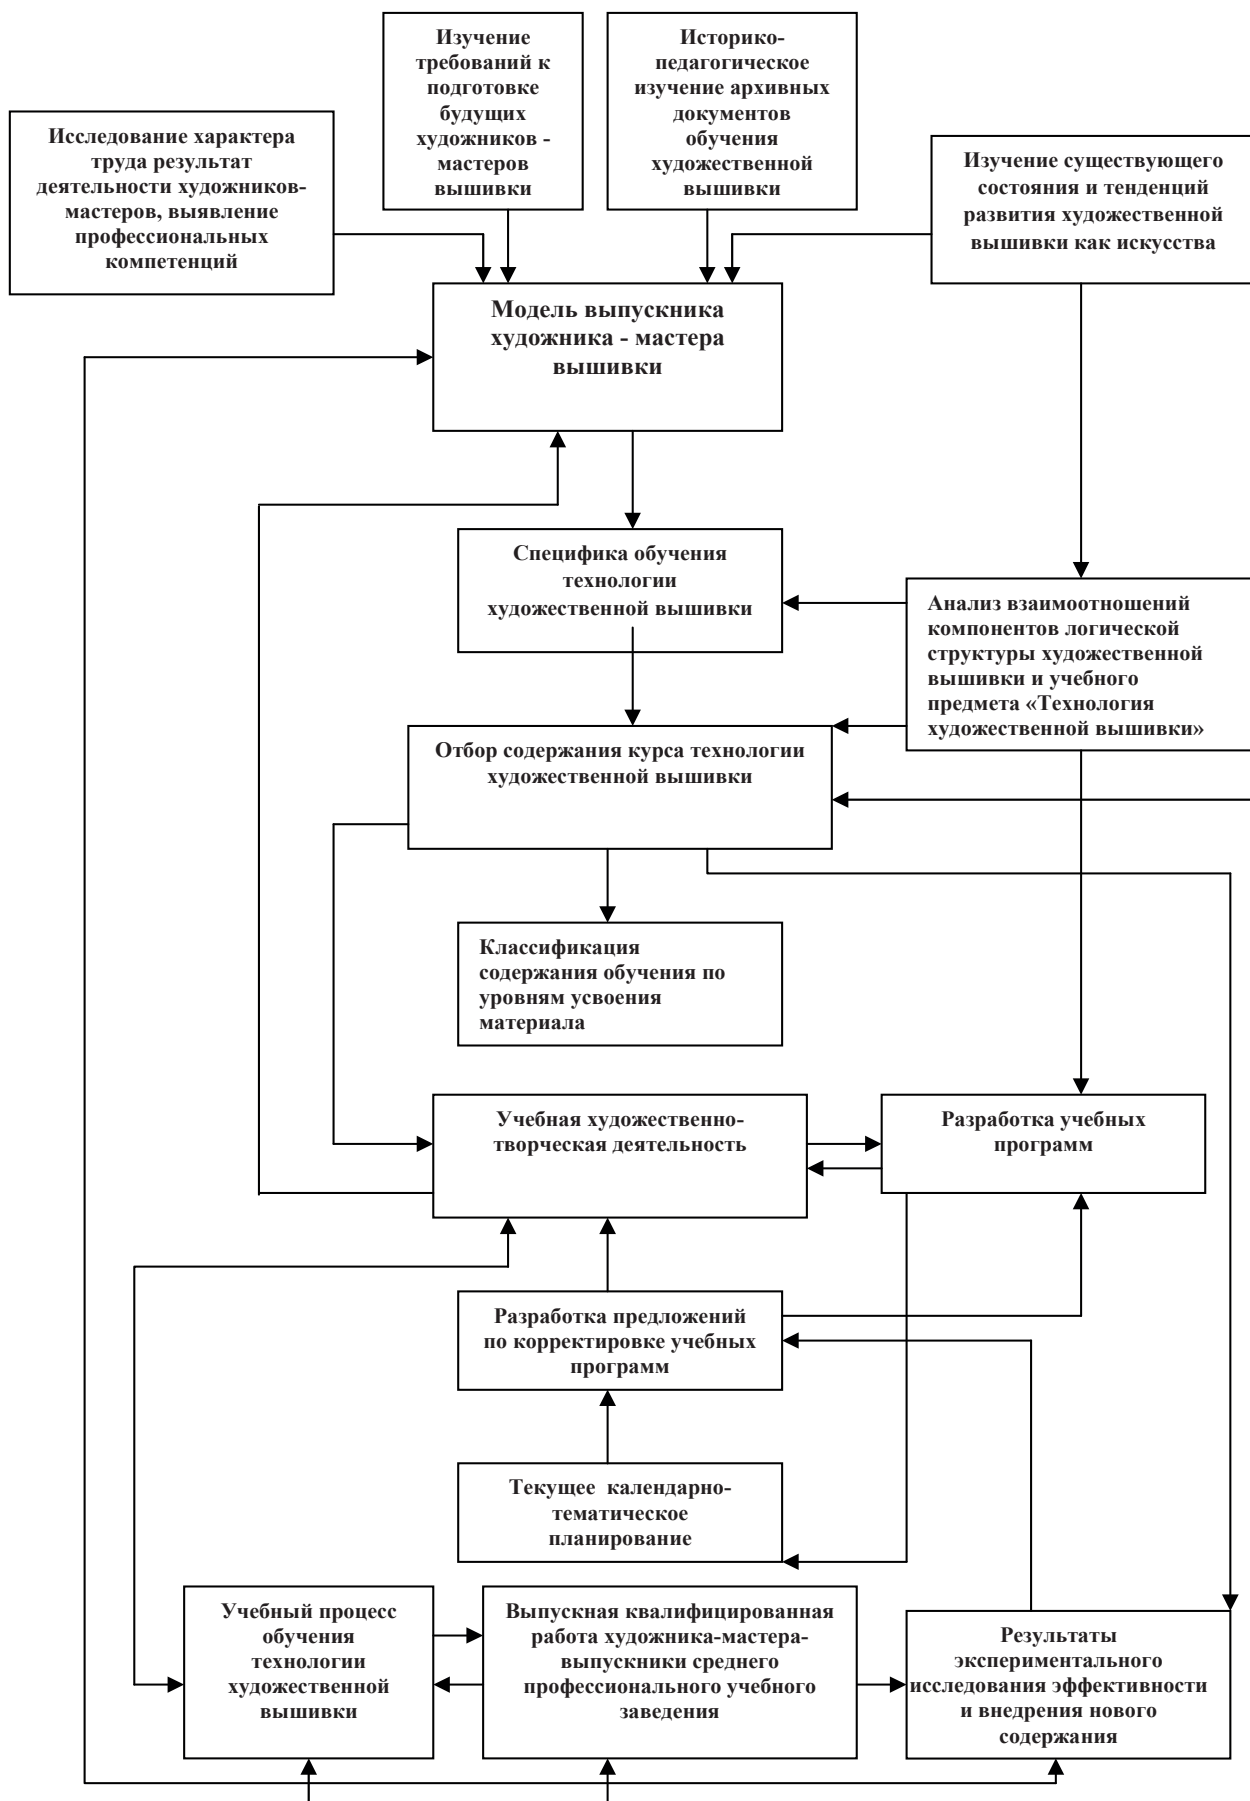 Изучение
требований к
подготовке
будущих
художников -
мастеров
вышивки
Историко-
педагогическое
изучение архивных
документов
обучения
художественной
вышивки
Исследование характера
труда результат
деятельности художников-
мастеров, выявление
профессиональных
компетенций
Изучение существующего
состояния и тенденций
развития художественной
вышивки как искусства
Модель выпускника
художника - мастера
вышивки
Специфика обучения
технологии
художественной вышивки
Анализ взаимоотношений
компонентов логической
структуры художественной
вышивки и учебного
предмета «Технология
художественной вышивки»
Отбор содержания курса технологии
художественной вышивки
Классификация
содержания обучения по
уровням усвоения
материала
Учебная художественно-
творческая деятельность
Разработка учебных
программ
Разработка предложений
по корректировке учебных
программ
Текущее календарно-
тематическое
планирование
Учебный процесс
обучения
технологии
художественной
вышивки
Выпускная квалифицированная
работа художника-мастера-
выпускники среднего
профессионального учебного
заведения
Результаты
экспериментального
исследования эффективности
и внедрения нового
содержания